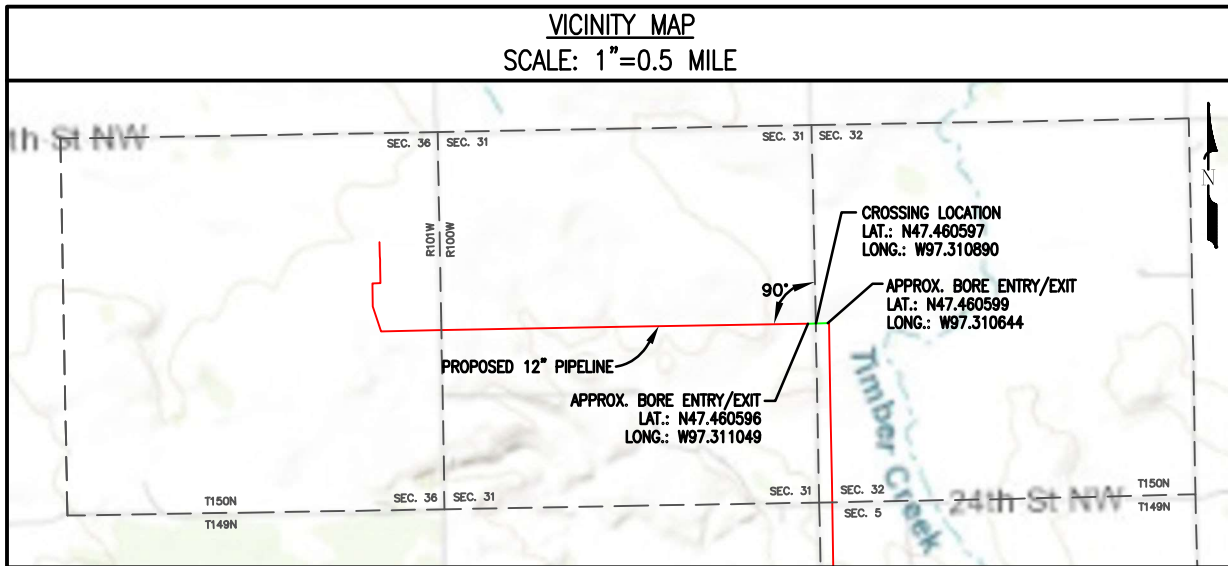 VICINITY MAP
SCALE: 1"=0.5 MILE
th St NW
SEC. 36
SEC. 31
SEC. 31
SEC. 32
N
R101W
R100W
CROSSING LOCATION
LAT.: N47.460597
LONG.: W97.310890
90°
APPROX. BORE ENTRY/EXIT
LAT.: N47.460599
LONG.: W97.310644
PROPOSED 12" PIPELINE
APPROX. BORE ENTRY/EXIT
LAT.: N47.460596
LONG.: W97.311049
Timber Creek
T150N
T149N
SEC. 36
SEC. 31
SEC. 31
SEC. 32
SEC. 5
24th St NW
T150N
T149N